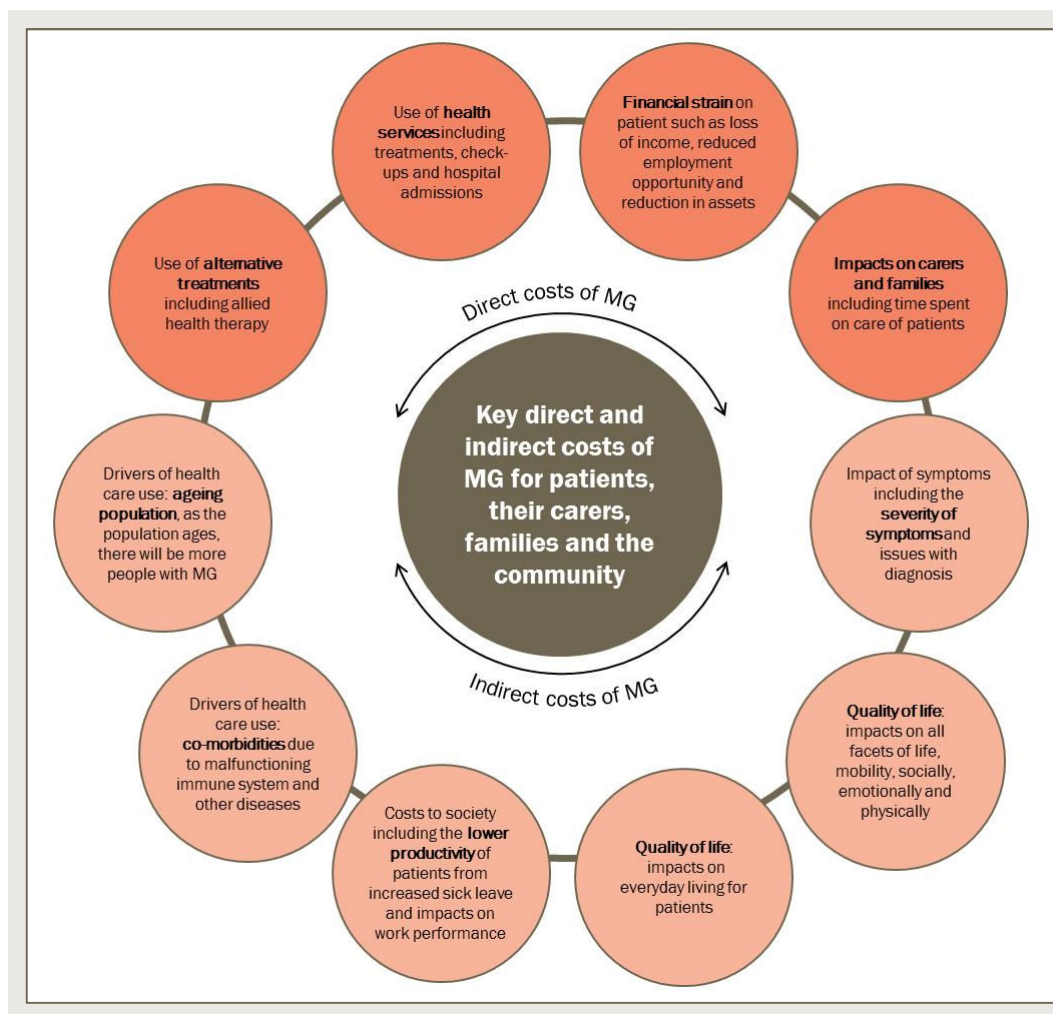 Use of health
services including
treatments, check-
ups and hospital
admissions
Financial strain on
patient such as loss
of income, reduced
employment
opportunity and
reduction in assets
Use of alternative
treatments
including allied
health therapy
Impacts on carers
and families
including time spent
on care of patients
Direct costs of MG
Key direct and
indirect costs of
MG for patients,
their carers,
families and the
community
Indirect costs of MG
Drivers of health
care use: ageing
population, as the
population ages,
there will be more
people with MG
Impact of symptoms
including the
severity of
symptoms and
issues with
diagnosis
Drivers of health
care use:
co-morbidities due
to malfunctioning
immune system and
other diseases
Quality of life:
impacts on all
facets of life,
mobility, socially,
emotionally and
physically
Costs to society
including the lower
productivity of
patients from
increased sick leave
and impacts on
work performance
Quality of life:
impacts on
everyday living for
patients